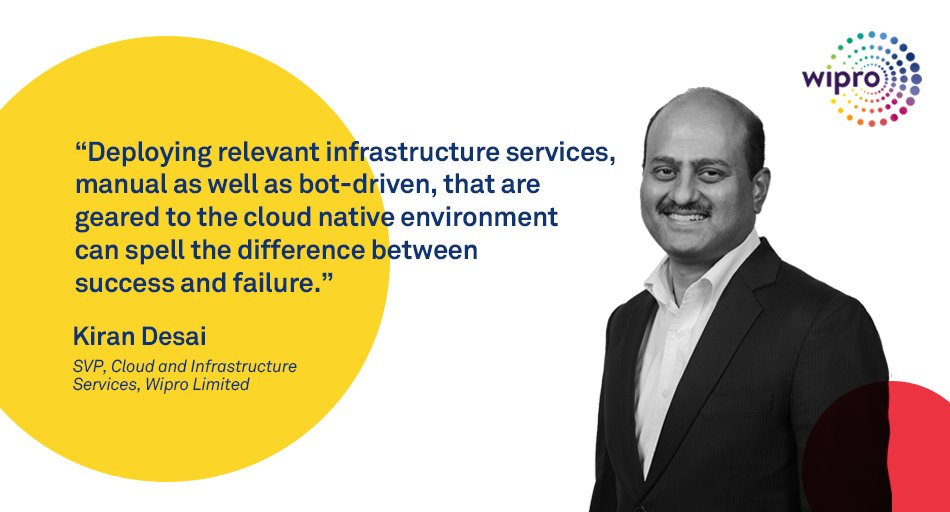 wipro
“Deploying relevant infrastructure services,
manual as well as bot-driven, that are
geared to the cloud native environment
can spell the difference between
success and failure.”
Kiran Desai
SVP, Cloud and Infrastructure
Services, Wipro Limited